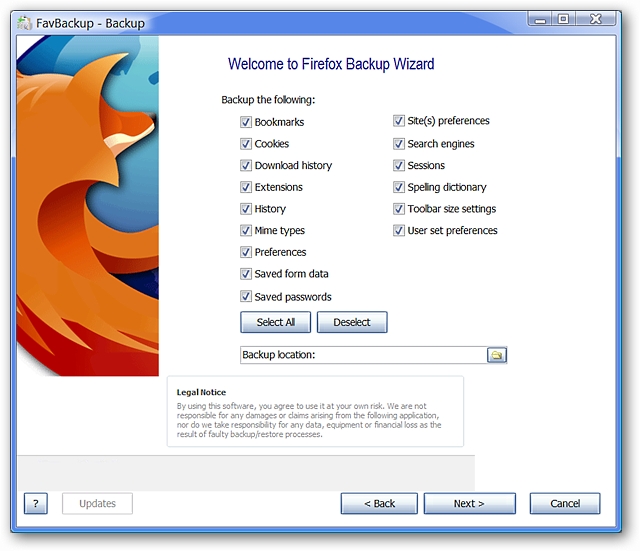 FavBackup - Backup
Welcome to Firefox Backup Wizard
Backup the following:
Bookmarks
Cookies
Download history
Extensions
History
Mime types
Preferences
Saved form data
Saved passwords
Site(s) preferences
Search engines
Sessions
Spelling dictionary
Toolbar size settings
User set preferences
Select All
Deselect
Backup location:
Legal Notice
By using this software, you agree to use it at your own risk. We are not
responsible for any damages or claims arising from the following application,
nor do we take responsibility for any data, equipment or financial loss as the
result of faulty backup/restore processes.
?
Updates
< Back
Next >
Cancel